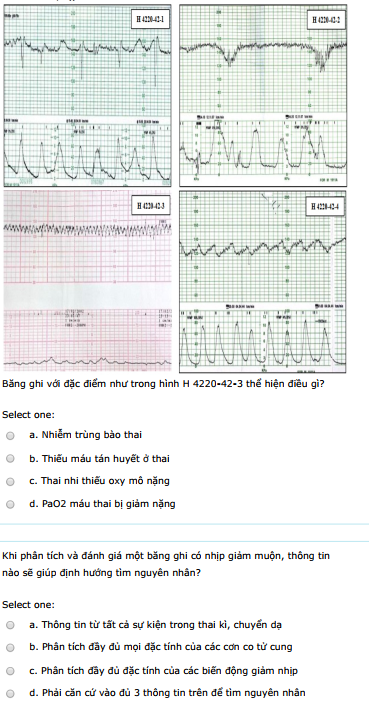 H 4220-42-1
H 4220-42-2
H 4220-42-3
H 4220-42-4
Băng ghi với đặc điểm như trong hình H 4220-42-3 thể hiện điều gì?
Select one:
a. Nhiễm trùng bào thai
b. Thiếu máu tán huyết ở thai
c. Thai nhi thiếu oxy mô nặng
d. PaO2 máu thai bị giảm nặng
Khi phân tích và đánh giá một băng ghi có nhịp giảm muộn, thông tin
nào sẽ giúp định hướng tìm nguyên nhân?
Select one:
a. Thông tin từ tất cả sự kiện trong thai kì, chuyển dạ
b. Phân tích đầy đủ mọi đặc tính của các cơn co tử cung
c. Phân tích đầy đủ đặc tính của các biến động giảm nhịp
d. Phải căn cứ vào đủ 3 thông tin trên để tìm nguyên nhân